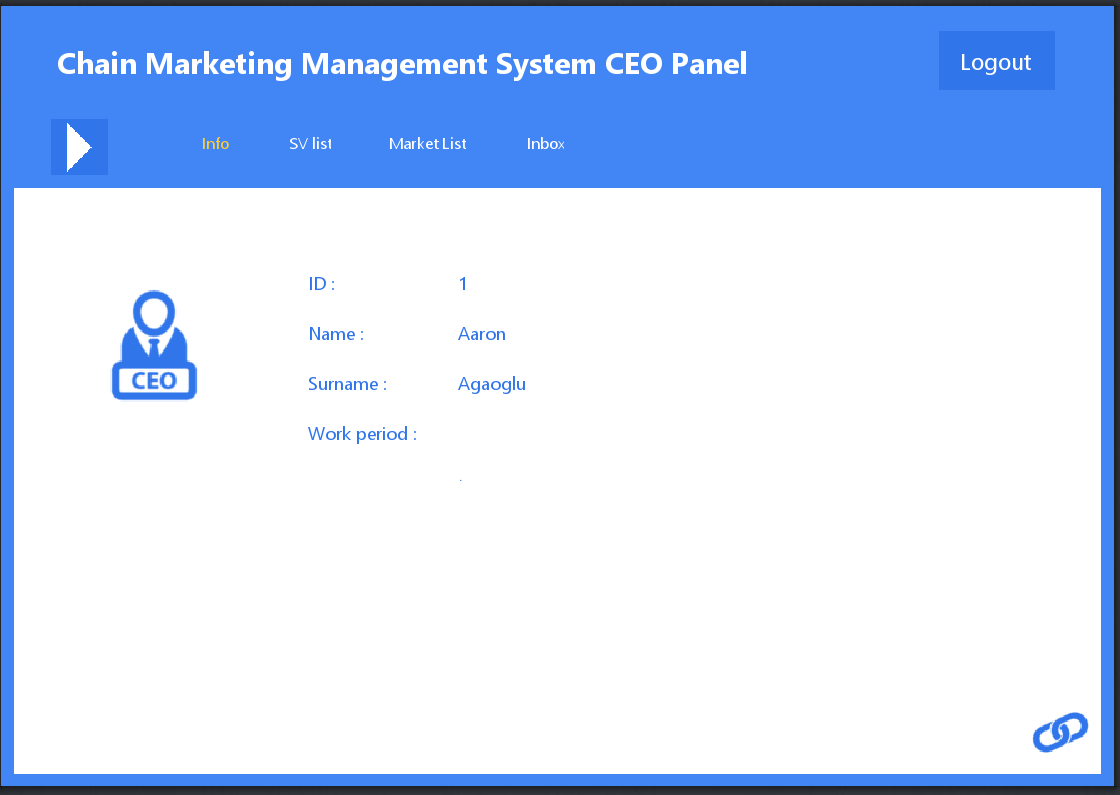 Chain Marketing Management System CEO Panel
Logout
Info SV list Market List Inbox
ID : 1
Name : Aaron
CEO
Surname : Agaoglu
Work period :
.